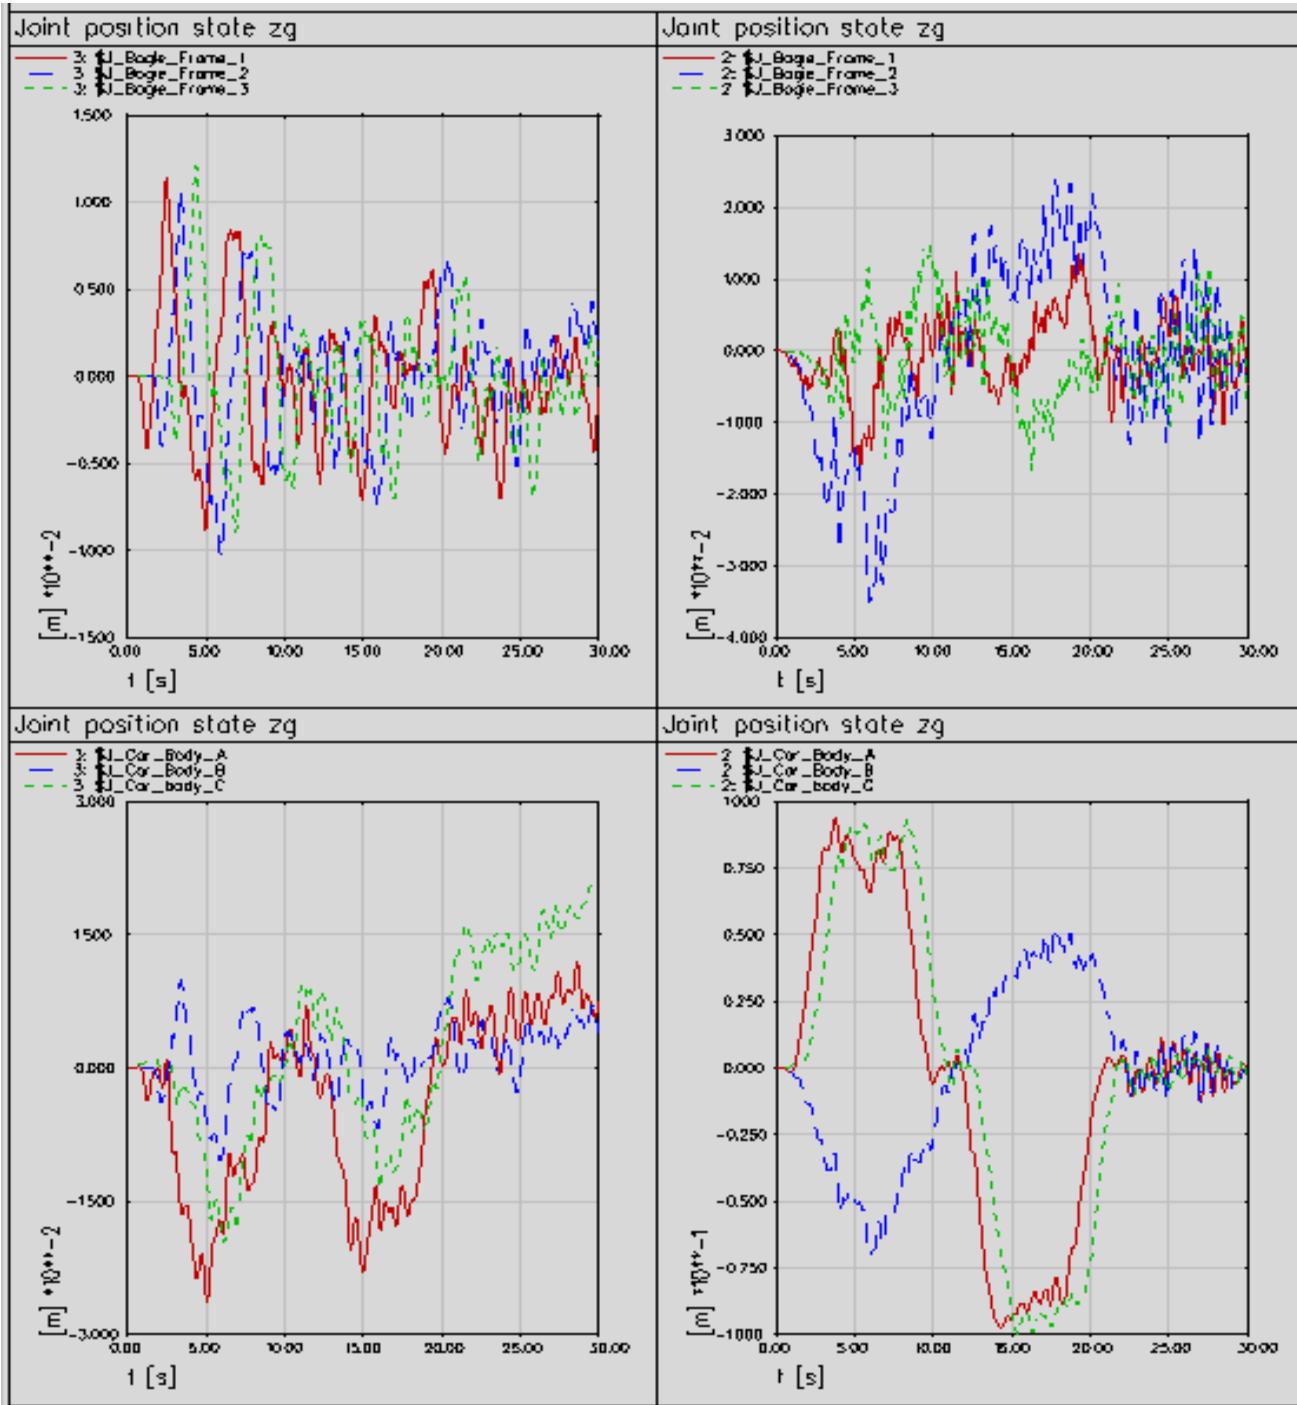 Joint position state zg
3: $J_Bogie_Frame_1
3: $J_Bogie_Frame_2
3: $J_Bogie_Frame_3
1.500
1.000
0.500
0.000
-0.500
-1.000
-1.500
[m] *10**-2
0.00 5.00 10.00 15.00 20.00 25.00 30.00
t [s]
Joint position state zg
2: $J_Bogie_Frame_1
2: $J_Bogie_Frame_2
2: $J_Bogie_Frame_3
3.000
2.000
1.000
0.000
-1.000
-2.000
-3.000
-4.000
[m] *10**-2
0.00 5.00 10.00 15.00 20.00 25.00 30.00
t [s]
Joint position state zg
3: $J_Car_Body_A
3: $J_Car_Body_B
3: $J_Car_body_C
3.000
1.500
0.000
-1.500
-3.000
[m] *10**-2
0.00 5.00 10.00 15.00 20.00 25.00 30.00
t [s]
Joint position state zg
2: $J_Car_Body_A
2: $J_Car_Body_B
2: $J_Car_body_C
1.000
0.750
0.500
0.250
0.000
-0.250
-0.500
-0.750
-1.000
[m] *10**-1
0.00 5.00 10.00 15.00 20.00 25.00 30.00
t [s]